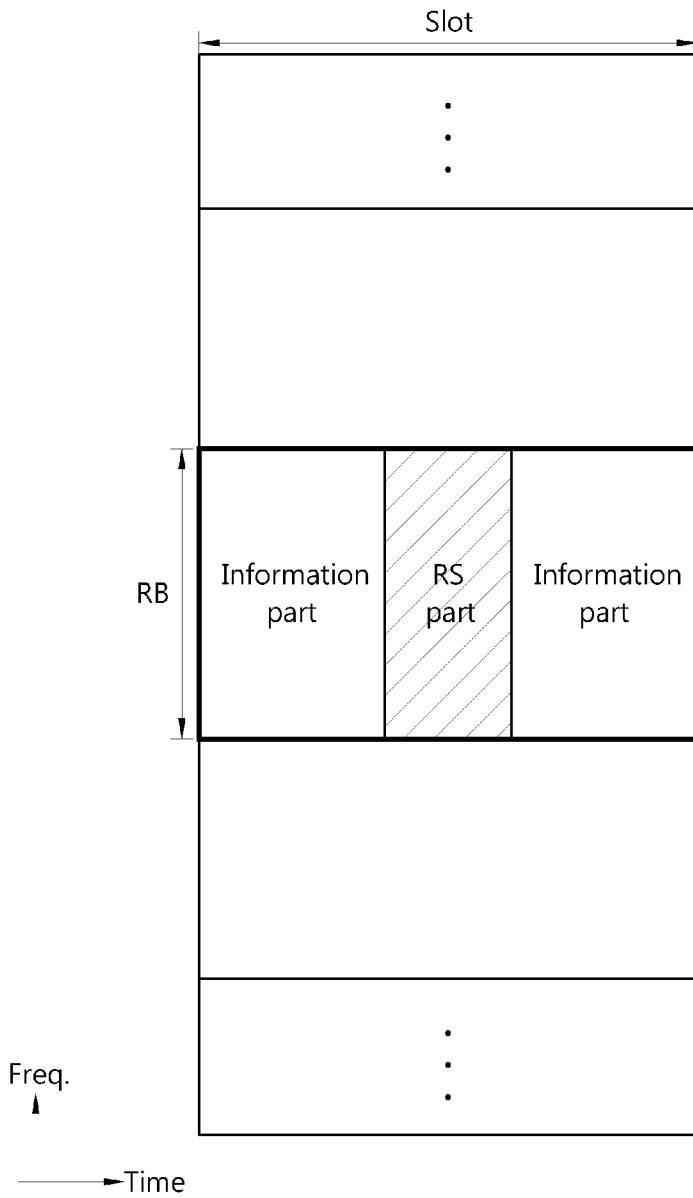 Slot
RB
Information
part
RS
part
Information
part
Freq.
Time